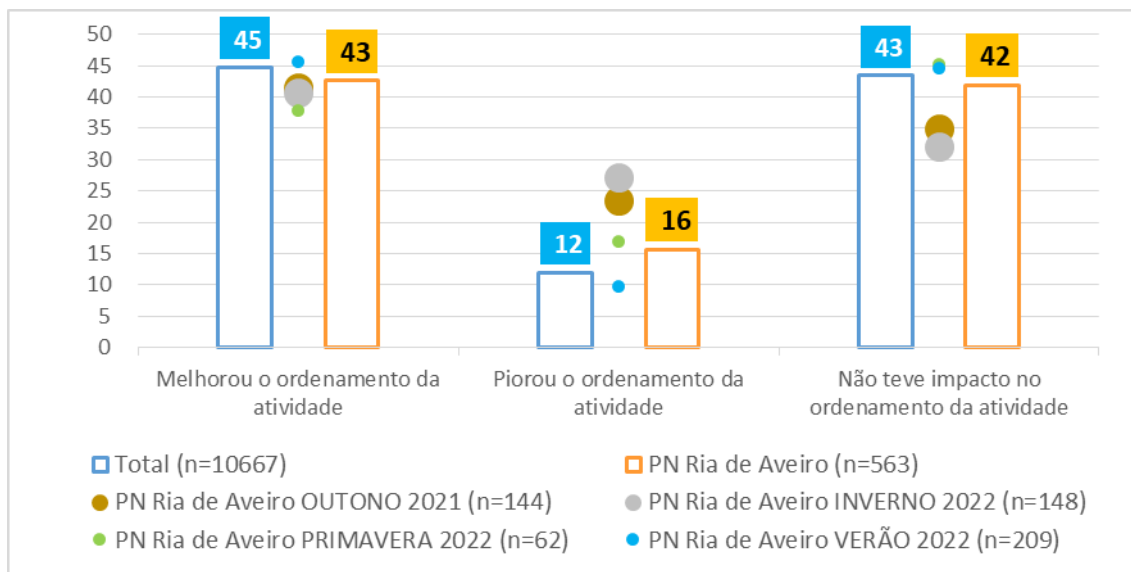 50
45
40
35
30
25
20
15
10
5
0
45
43
12
16
43
42
Melhorou o ordenamento da
atividade
Piorou o ordenamento da
atividade
Não teve impacto no
ordenamento da atividade
Total (n=10667)
PN Ria de Aveiro (n=563)
PN Ria de Aveiro OUTONO 2021 (n=144)
PN Ria de Aveiro INVERNO 2022 (n=148)
PN Ria de Aveiro PRIMAVERA 2022 (n=62)
PN Ria de Aveiro VERÃO 2022 (n=209)